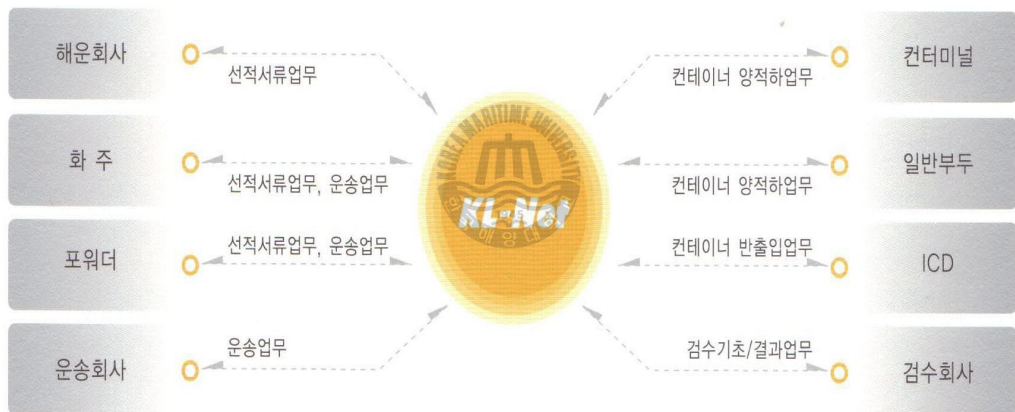 해운회사
선적서류업무
컨테이너 양적하업무
컨터미널
화 주
선적서류업무, 운송업무
KOREA MARITIME UNIVERSITY
KL-Net
컨테이너 양적하업무
일반부두
포워더
선적서류업무, 운송업무
컨테이너 반출입업무
ICD
운송회사
운송업무
검수기초/결과업무
검수회사